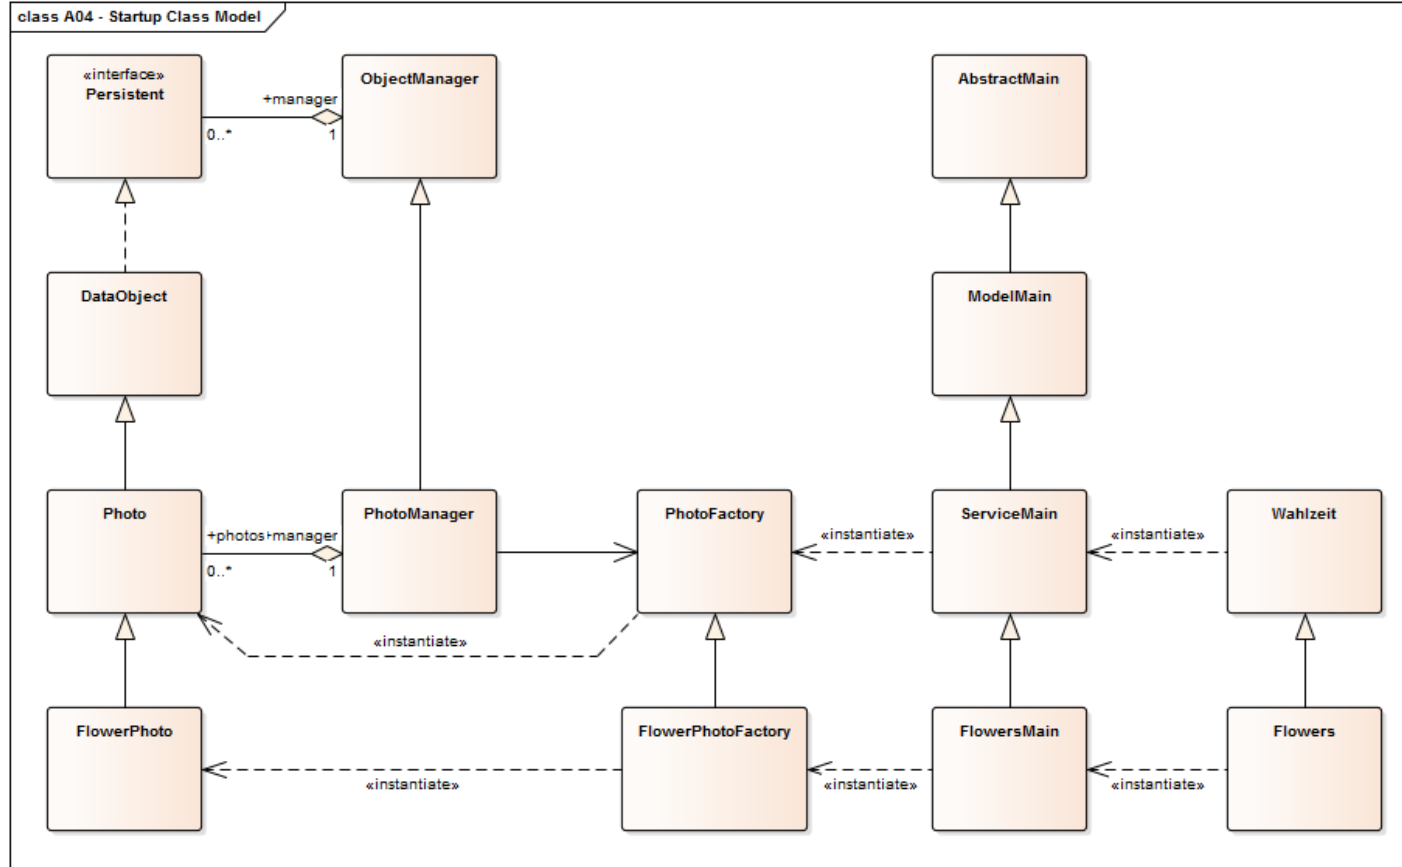 class A04 - Startup Class Model
«interface»
Persistent
ObjectManager
AbstractMain
+manager
0..*
1
DataObject
ModelMain
Photo
PhotoManager
PhotoFactory
ServiceMain
Wahlzeit
+photos
+manager
0..*
1
«instantiate»
«instantiate»
«instantiate»
FlowerPhoto
FlowerPhotoFactory
FlowersMain
Flowers
«instantiate»
«instantiate»
«instantiate»